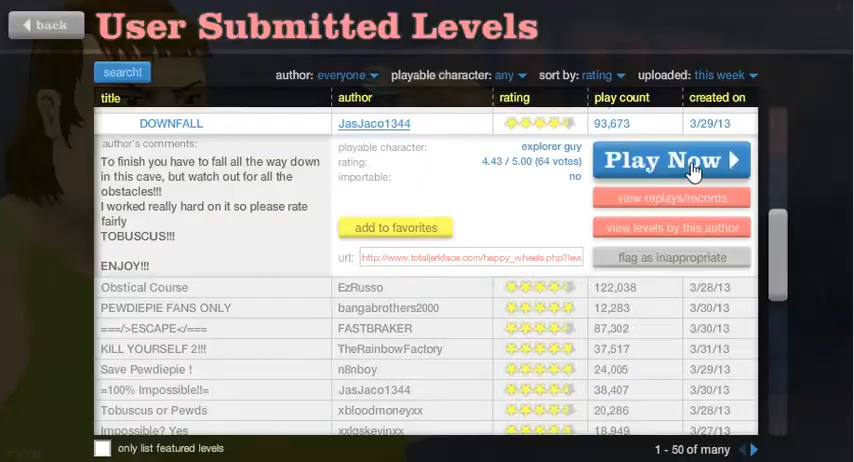 back
User Submitted Levels
search!
author: everyone playable character: any sort by: rating uploaded: this week
title author rating play count created on
DOWNFALL JasJaco1344 93,673 3/29/13
author's comments:
To finish you have to fall all the way down
in this cave, but watch out for all the
obstacles!!!
I worked really hard on it so please rate
fairly
TOBUSCUS!!!
ENJOY!!!
playable character: explorer guy
rating: 4.43 / 5.00 (64 votes)
importable: no
add to favorites
url: http://www.totaljerkface.com/happy_wheels.php?leve
Play Now
view replays/records
view levels by this author
flag as inappropriate
Obstical Course EzRusso 122,038 3/28/13
PEWDIEPIE FANS ONLY bangabrothers2000 12,283 3/30/13
===/>ESCAPE</=== FASTBRAKER 87,302 3/30/13
KILL YOURSELF 2!!! TheRainbowFactory 37,517 3/31/13
Save Pewdiepie ! n8nboy 24,005 3/29/13
=100% Impossible!!= JasJaco1344 38,407 3/30/13
Tobuscus or Pewds xbloodmoneyxx 20,286 3/28/13
Impossible? Yes xxlgskevinxx 18,949 3/27/13
only list featured levels
1 - 50 of many